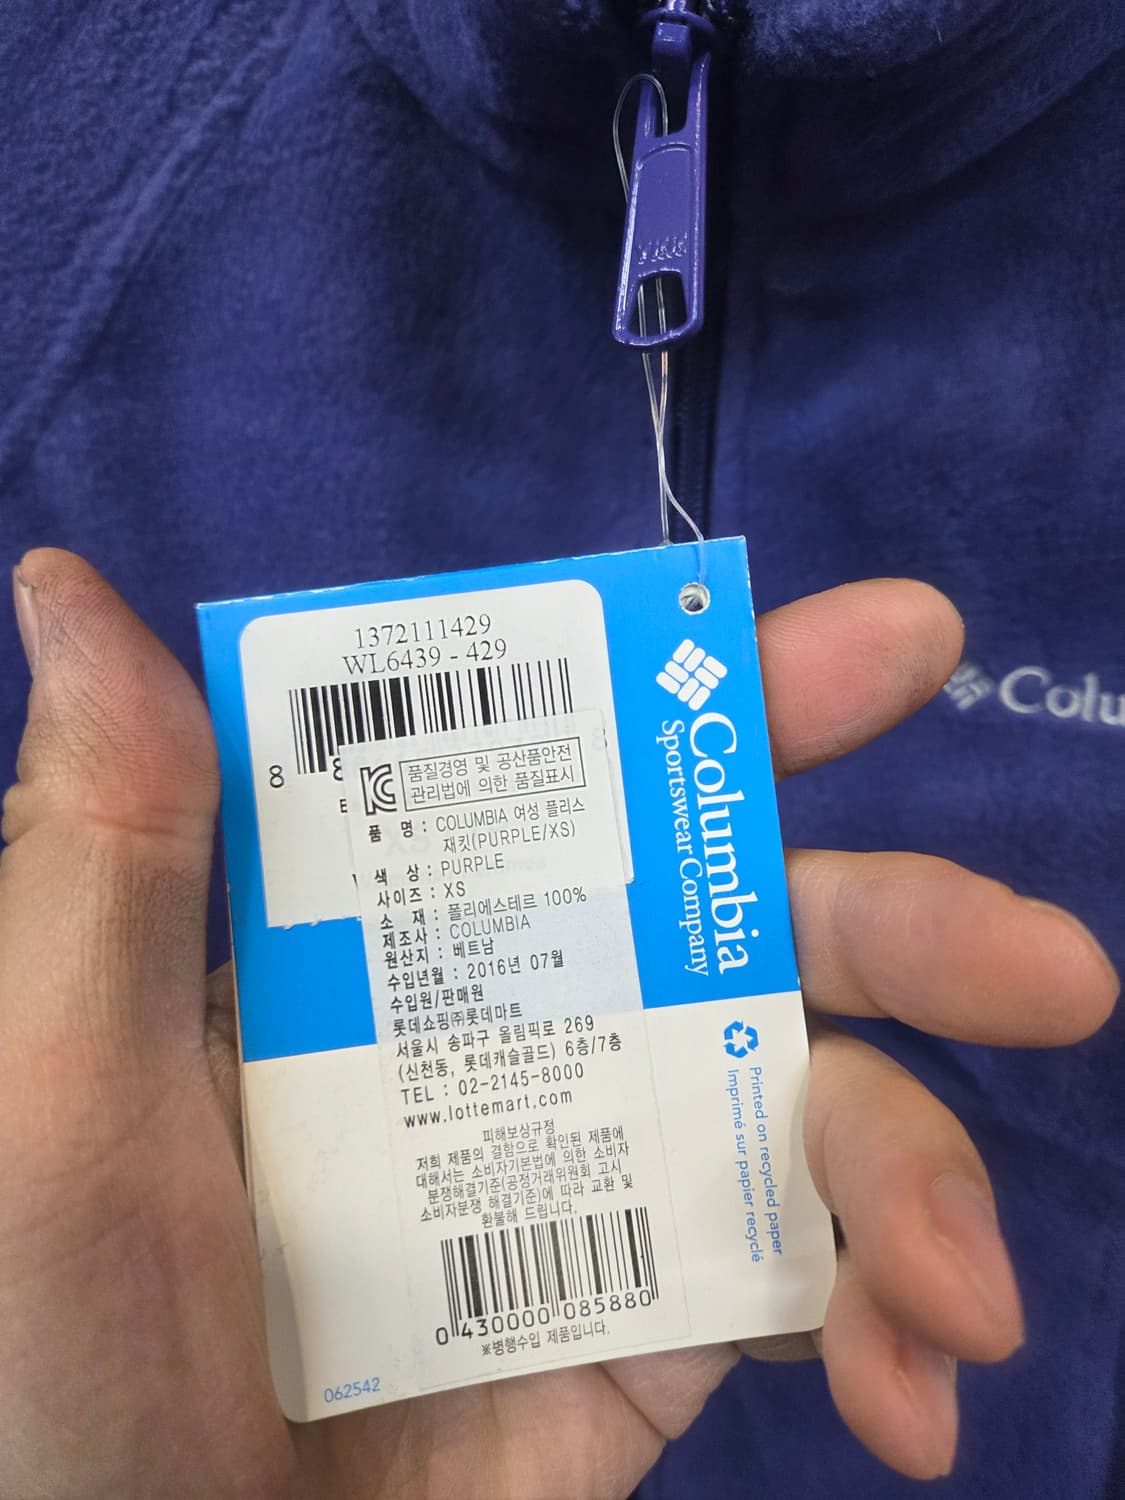 1372111429
WL6439 - 429
8
품질경영 및 공산품안전
관리법에 의한 품질표시
품 명 : COLUMBIA 여성 플리스
재킷(PURPLE/XS)
색 상 : PURPLE
사이즈 : XS
소 재 : 폴리에스테르 100%
제조사 : COLUMBIA
원산지 : 베트남
수입년월 : 2016년 07월
수입원/판매원
롯데쇼핑㈜롯데마트
서울시 송파구 올림픽로 269
(신천동, 롯데캐슬골드) 6층/7층
TEL : 02-2145-8000
www.lottemart.com
피해보상규정
저희 제품의 결함으로 확인된 제품에
대해서는 소비자기본법에 의한 소비자
분쟁해결기준(공정거래위원회 고시
소비자분쟁 해결기준)에 따라 교환 및
환불해 드립니다.
0 430000 085880
※병행수입 제품입니다.
062542
Columbia
Sportswear Company
Printed on recycled paper
Imprimé sur papier recyclé
Colu